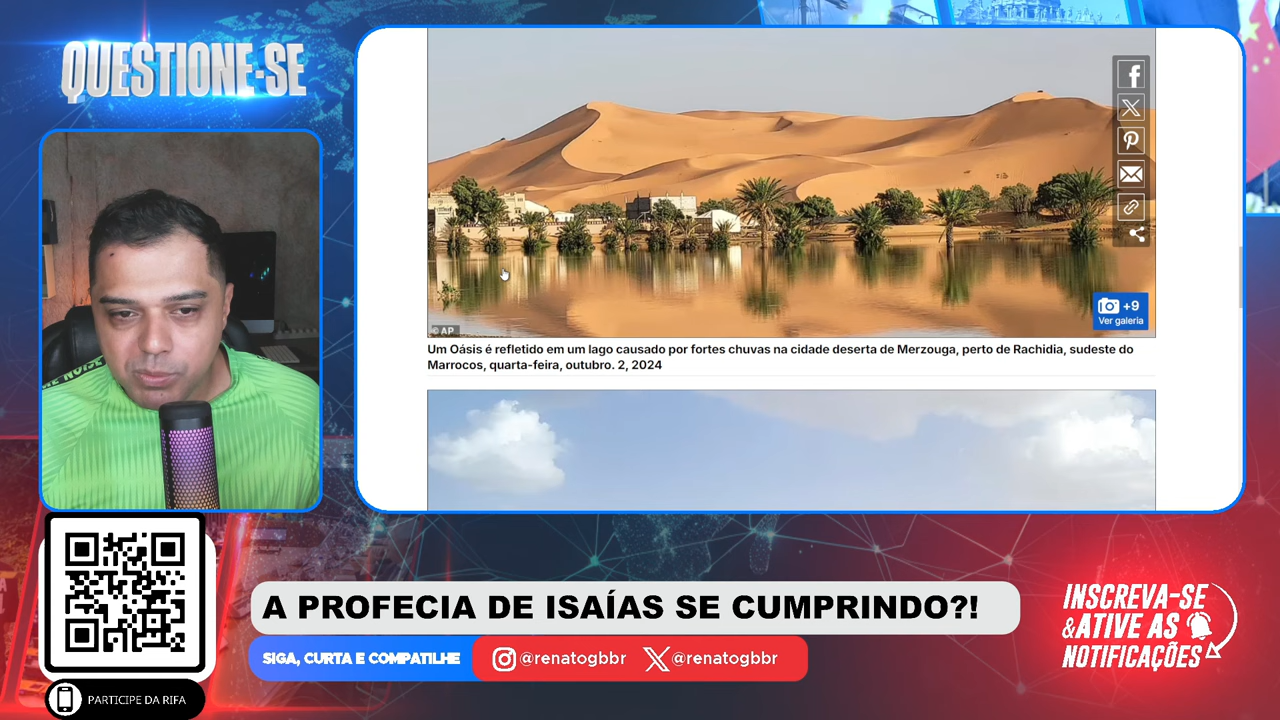 QUESTIONE-SE
© AP
+9
Ver galeria
Um Oásis é refletido em um lago causado por fortes chuvas na cidade deserta de Merzouga, perto de Rachidia, sudeste do
Marrocos, quarta-feira, outubro. 2, 2024
A PROFECIA DE ISAÍAS SE CUMPRINDO?!
SIGA, CURTA E COMPATILHE
@renatogbbr
@renatogbbr
INSCREVA-SE
&ATIVE AS
NOTIFICAÇÕES
PARTICIPE DA RIFA